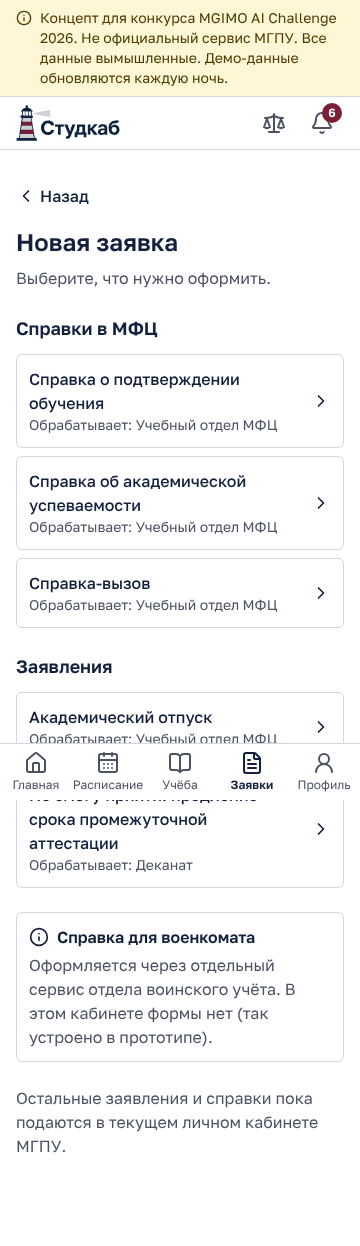 Концепт для конкурса MGIMO AI Challenge
2026. Не официальный сервис МГПУ. Все
данные вымышленные. Демо-данные
обновляются каждую ночь.
Студкаб
6
Назад
Новая заявка
Выберите, что нужно оформить.
Справки в МФЦ
Справка о подтверждении
обучения
Обрабатывает: Учебный отдел МФЦ
Справка об академической
успеваемости
Обрабатывает: Учебный отдел МФЦ
Справка-вызов
Обрабатывает: Учебный отдел МФЦ
Заявления
Академический отпуск
Обрабатывает: Учебный отдел МФЦ
Главная
Расписание
Учёба
Заявки
Профиль
срока промежуточной
аттестации
Обрабатывает: Деканат
Справка для военкомата
Оформляется через отдельный
сервис отдела воинского учёта. В
этом кабинете формы нет (так
устроено в прототипе).
Остальные заявления и справки пока
подаются в текущем личном кабинете
МГПУ.